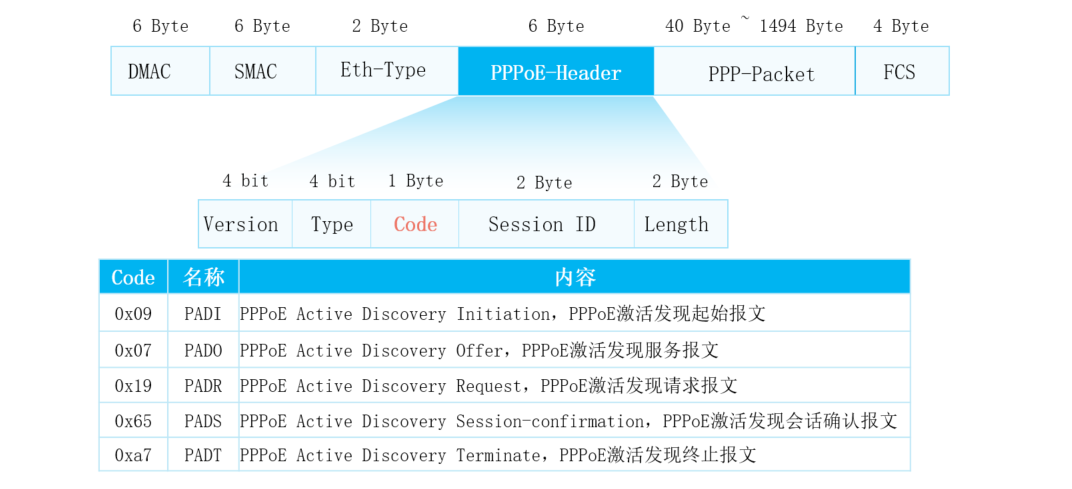 6 Byte 6 Byte 2 Byte 6 Byte 40 Byte ~ 1494 Byte 4 Byte
DMAC SMAC Eth-Type PPPoE-Header PPP-Packet FCS
4 bit 4 bit 1 Byte 2 Byte 2 Byte
Version Type Code Session ID Length
Code 名称 内容
0x09 PADI PPPoE Active Discovery Initiation，PPPoE激活发现起始报文
0x07 PADO PPPoE Active Discovery Offer，PPPoE激活发现服务报文
0x19 PADR PPPoE Active Discovery Request，PPPoE激活发现请求报文
0x65 PADS PPPoE Active Discovery Session-confirmation，PPPoE激活发现会话确认报文
0xa7 PADT PPPoE Active Discovery Terminate，PPPoE激活发现终止报文